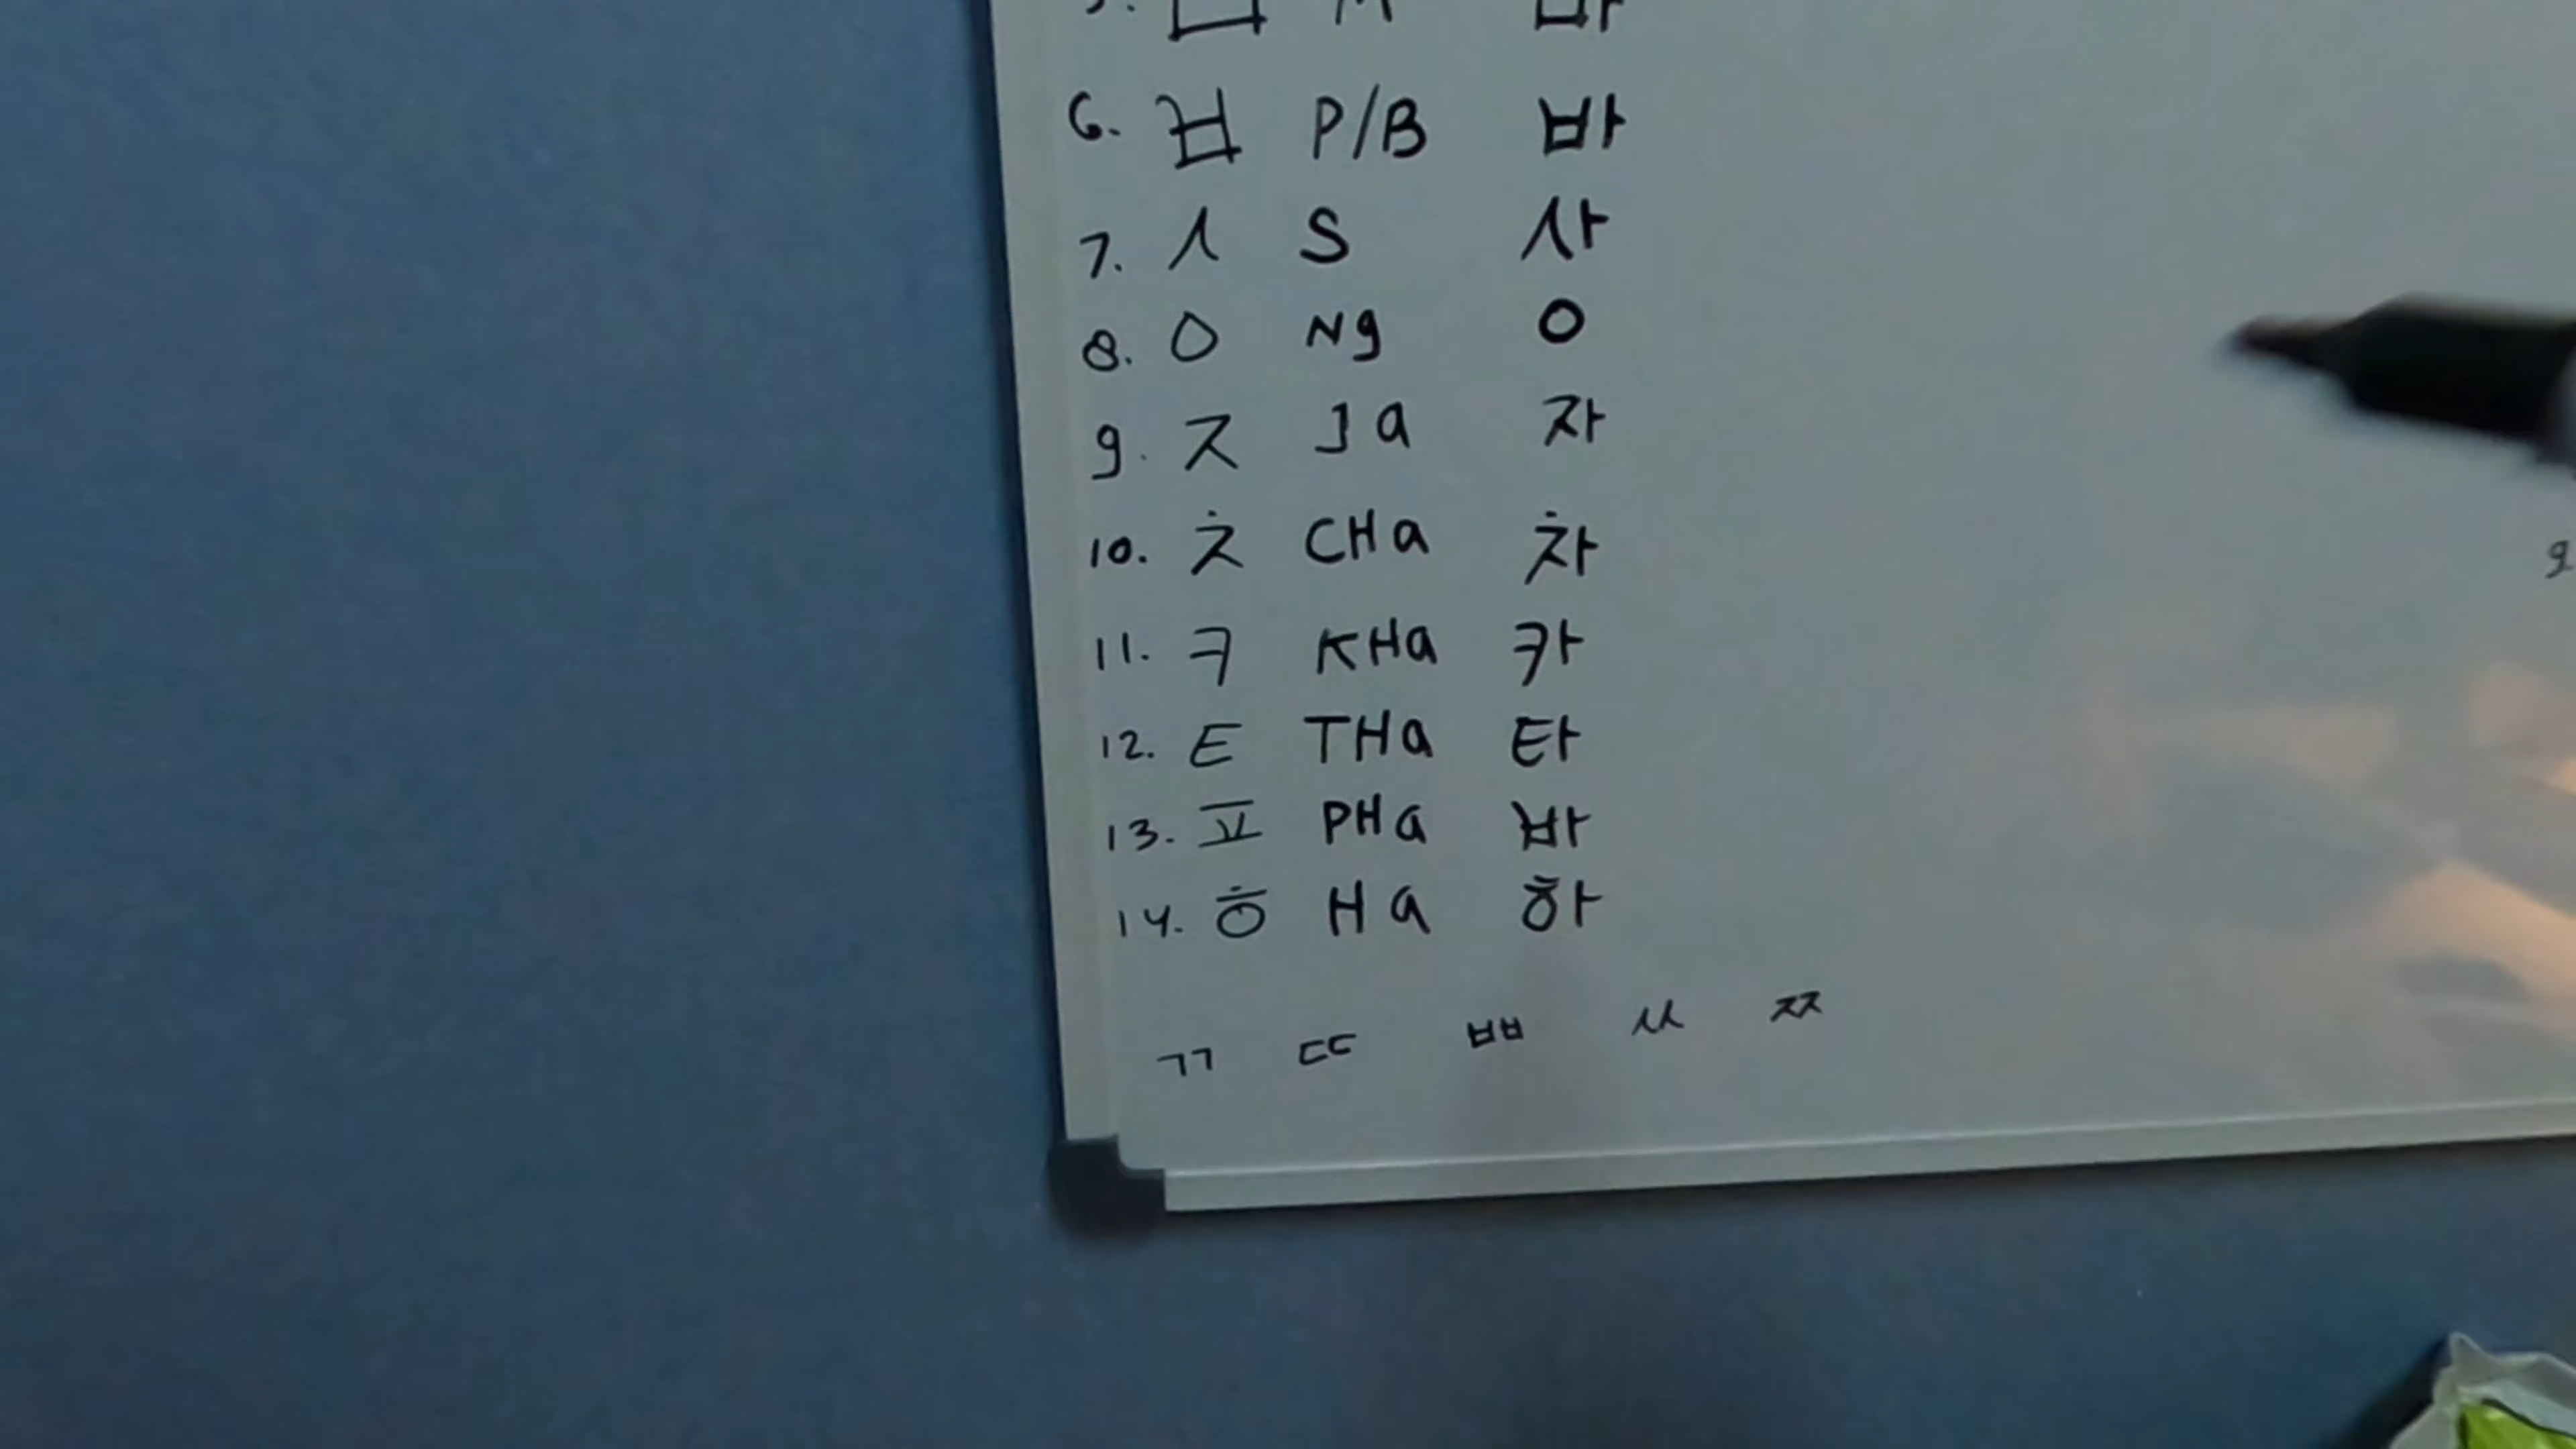 6. ㅂ P/B 바
7. ㅅ S 사
8. ㅇ Ng ㅇ
9. ㅈ Ja 자
10. ㅊ CHa 차
11. ㅋ KHa 카
12. ㅌ THa 타
13. ㅍ PHa 바
14. ㅎ Ha 하
ㄲ ㄸ ㅃ ㅆ ㅉ